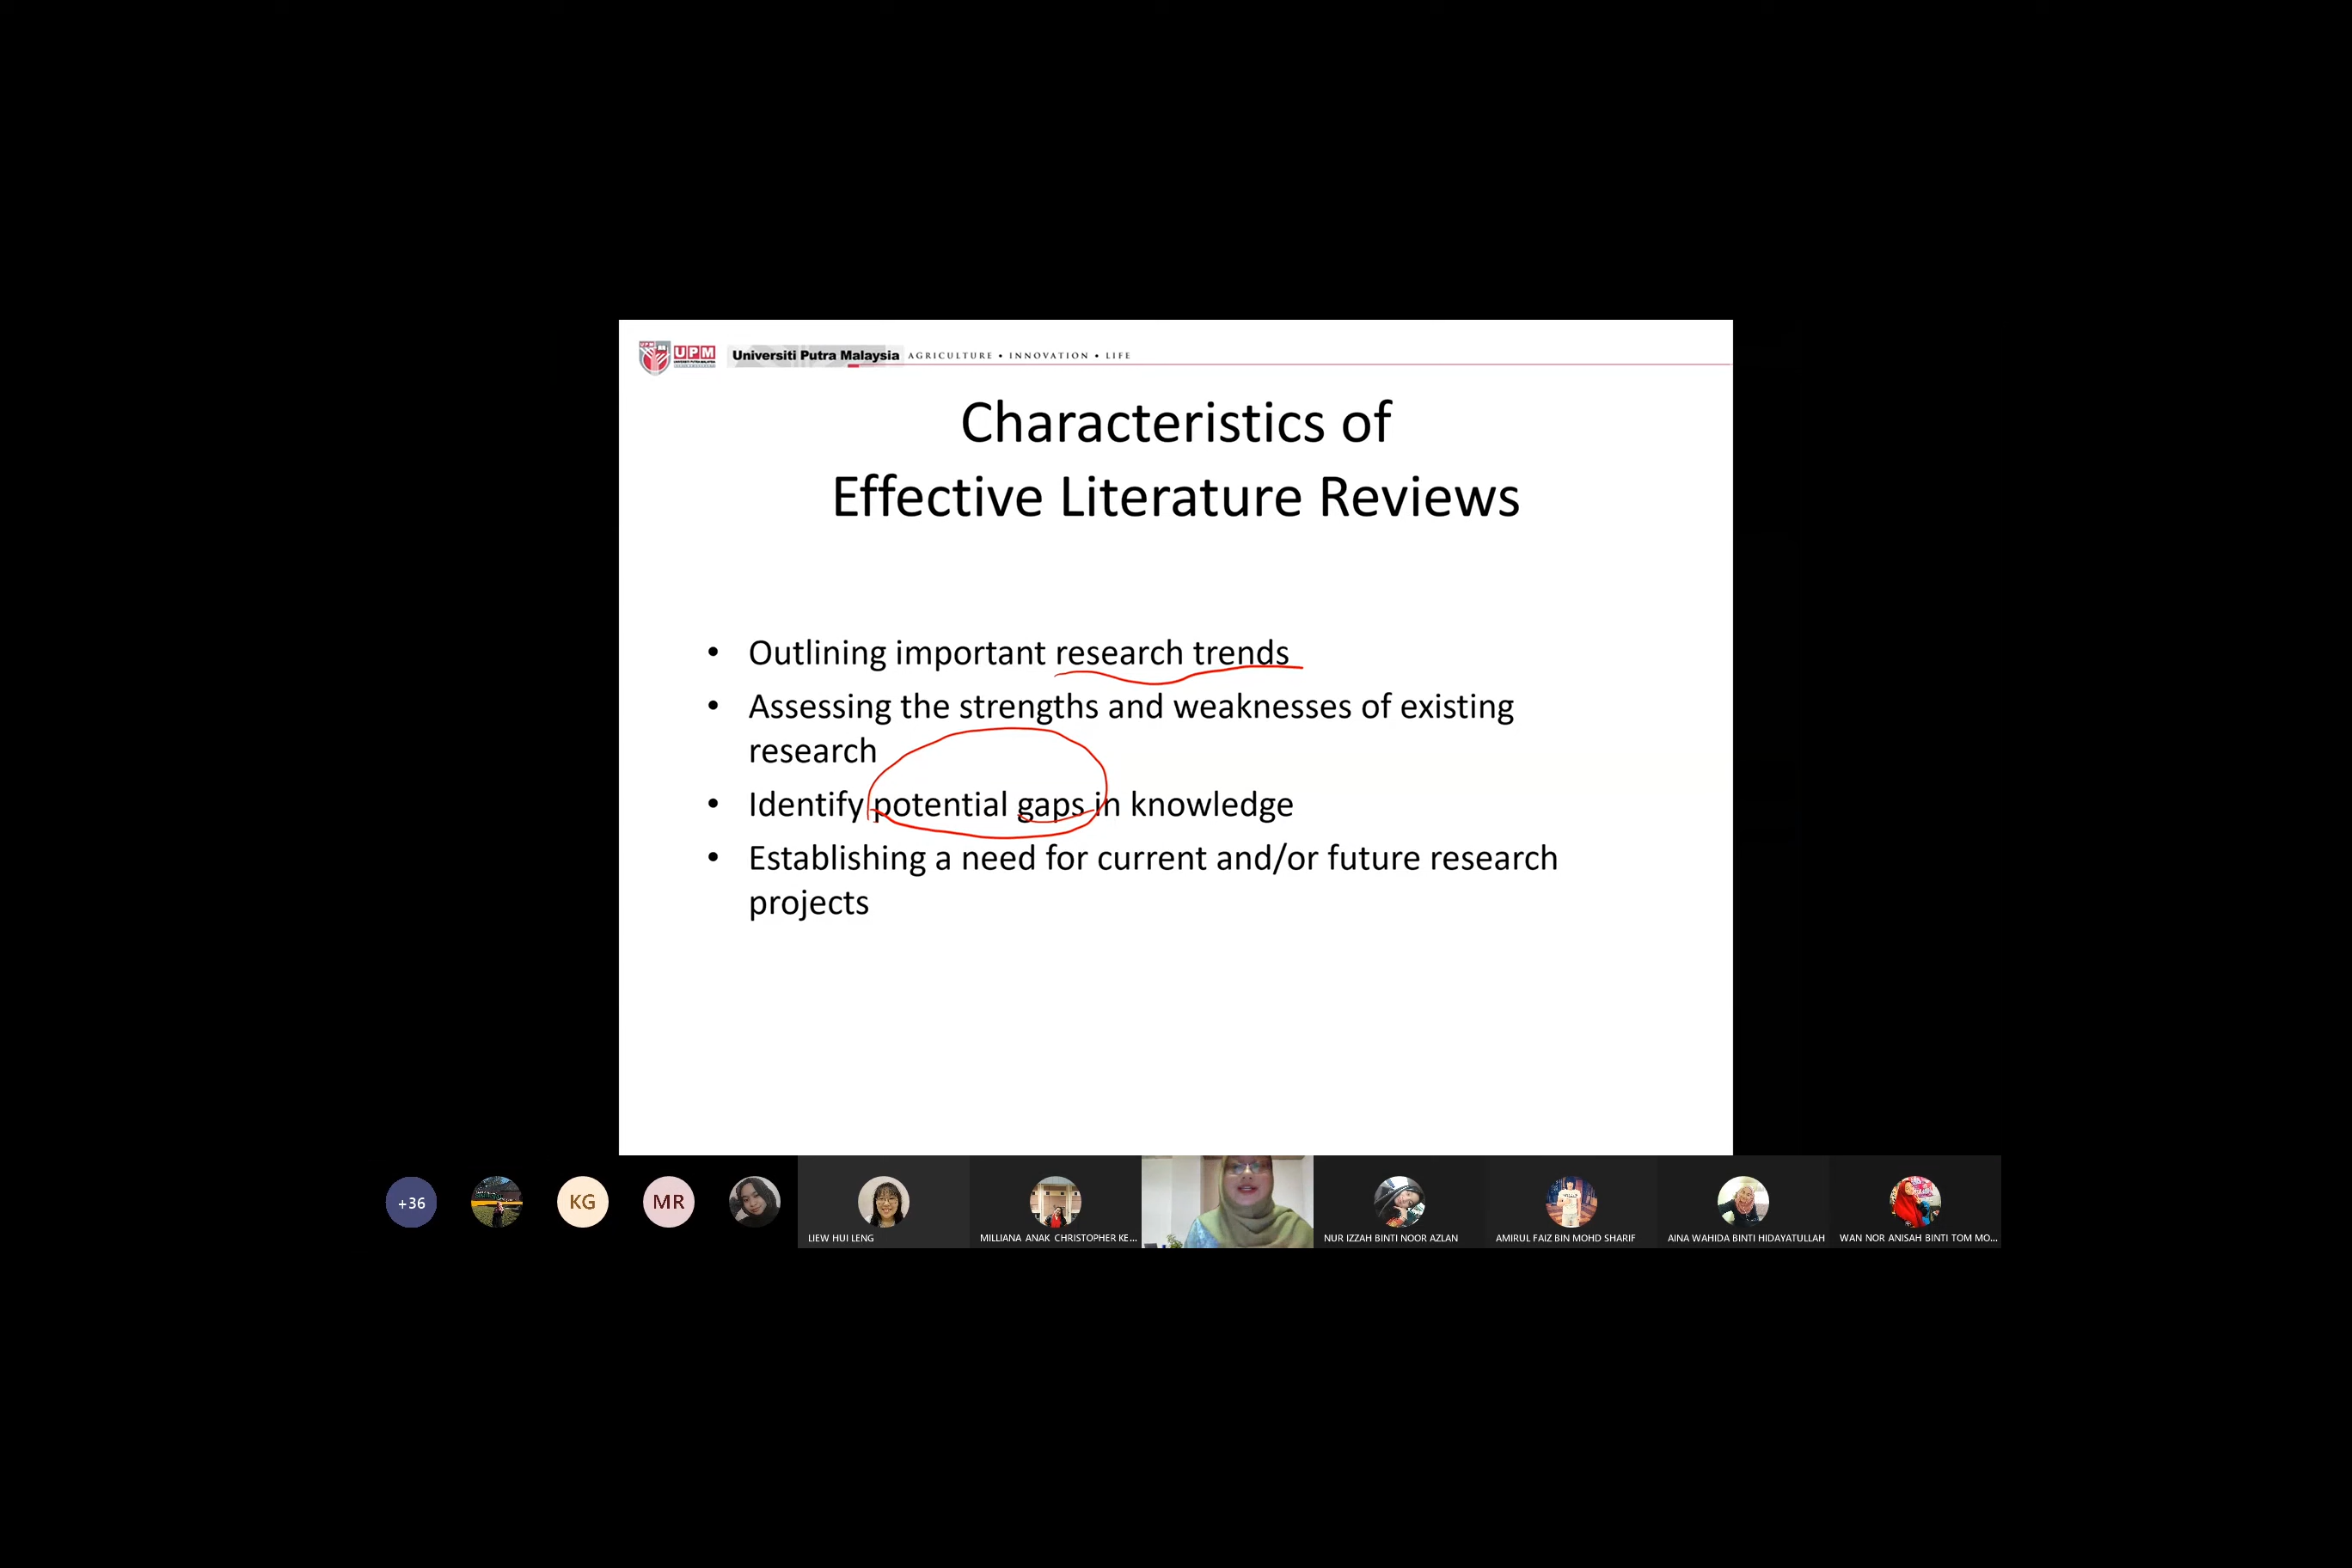 UPM
Universiti Putra Malaysia AGRICULTURE • INNOVATION • LIFE
Characteristics of
Effective Literature Reviews
• Outlining important research trends
• Assessing the strengths and weaknesses of existing
research
• Identify potential gaps in knowledge
• Establishing a need for current and/or future research
projects
+36
KG
MR
LIEW HUI LENG
MILLIANA ANAK CHRISTOPHER KE...
NUR IZZAH BINTI NOOR AZLAN
AMIRUL FAIZ BIN MOHD SHARIF
AINA WAHIDA BINTI HIDAYATULLAH
WAN NOR ANISAH BINTI TOM MO...